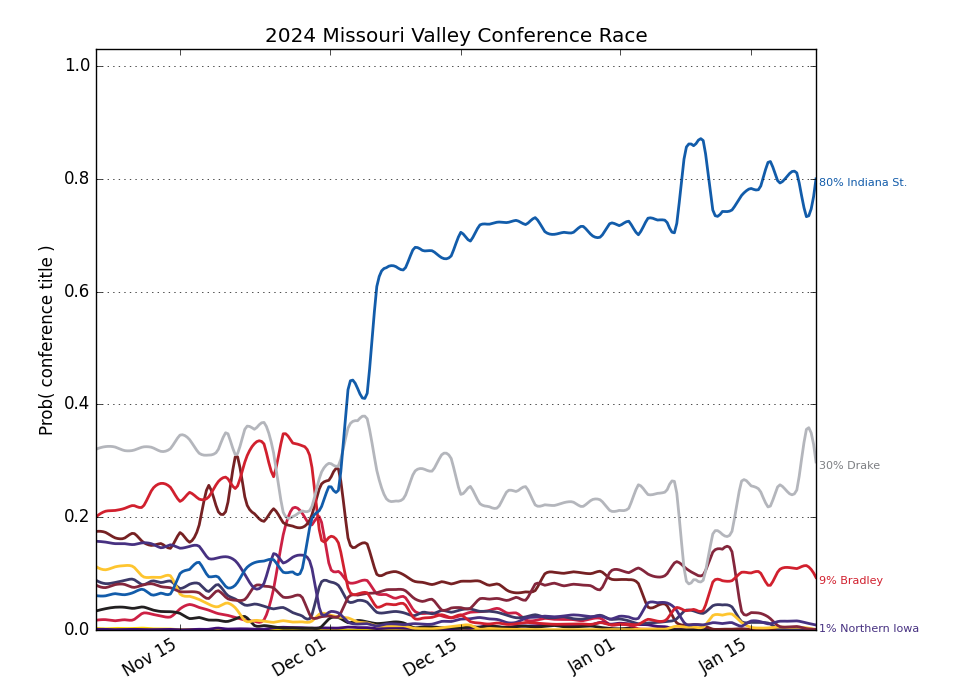 2024 Missouri Valley Conference Race
Prob( conference title )
1.0
0.8
0.6
0.4
0.2
0.0
80% Indiana St.
30% Drake
9% Bradley
1% Northern Iowa
Nov 15
Dec 01
Dec 15
Jan 01
Jan 15